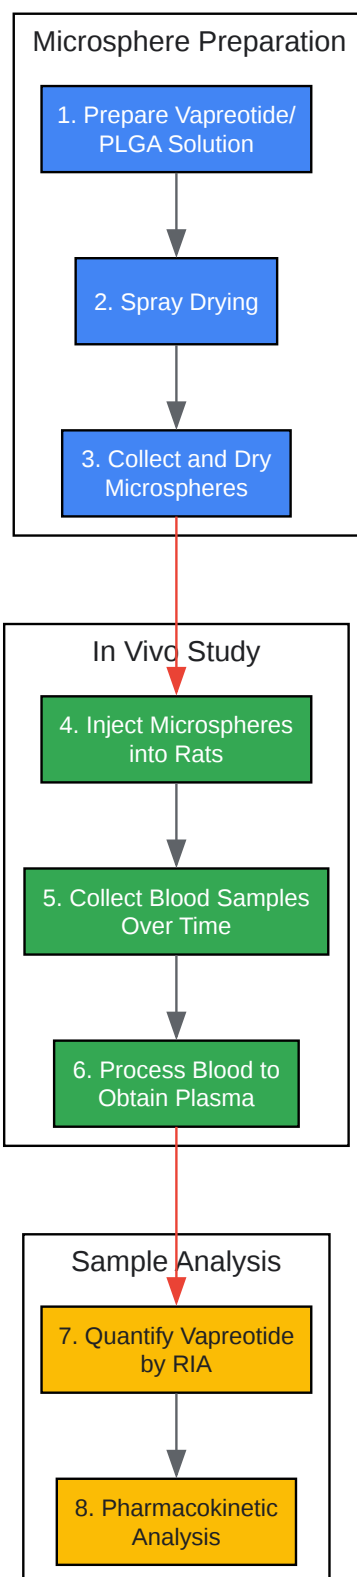 Microsphere Preparation
1. Prepare Vapreotide/
PLGA Solution
2. Spray Drying
3. Collect and Dry
Microspheres
In Vivo Study
4. Inject Microspheres
into Rats
5. Collect Blood Samples
Over Time
6. Process Blood to
Obtain Plasma
Sample Analysis
7. Quantify Vapreotide
by RIA
8. Pharmacokinetic
Analysis